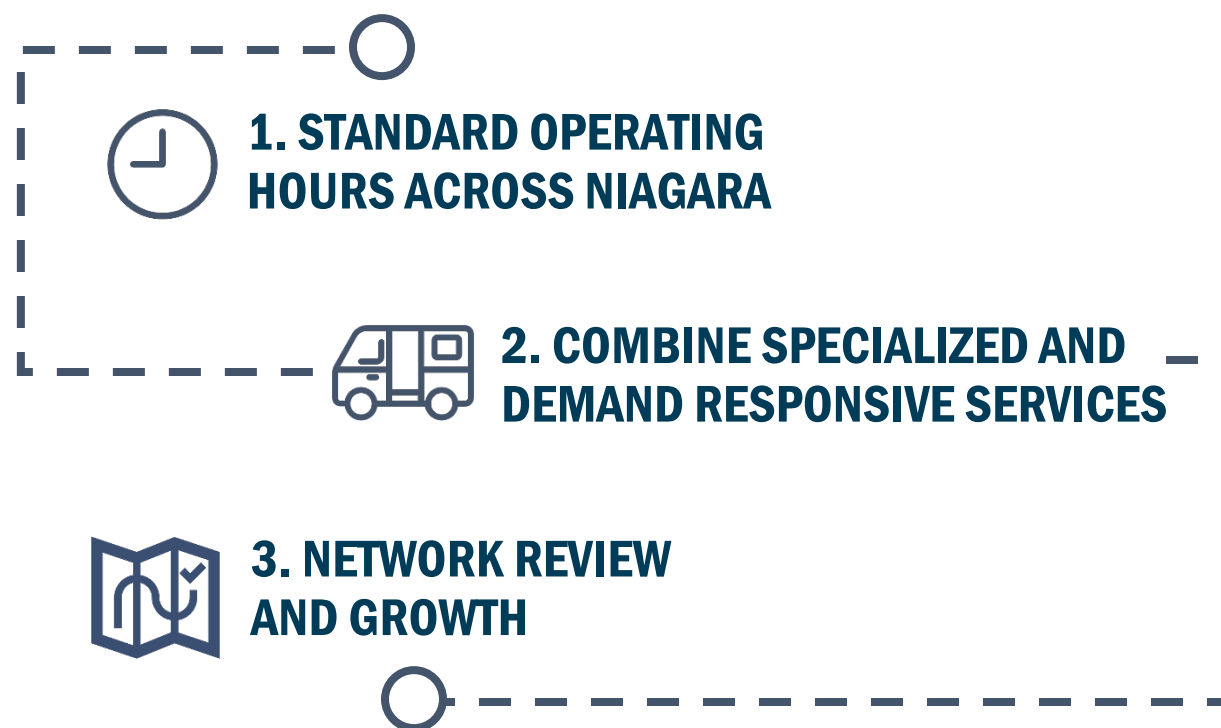 1. STANDARD OPERATING
HOURS ACROSS NIAGARA
2. COMBINE SPECIALIZED AND
DEMAND RESPONSIVE SERVICES
3. NETWORK REVIEW
AND GROWTH